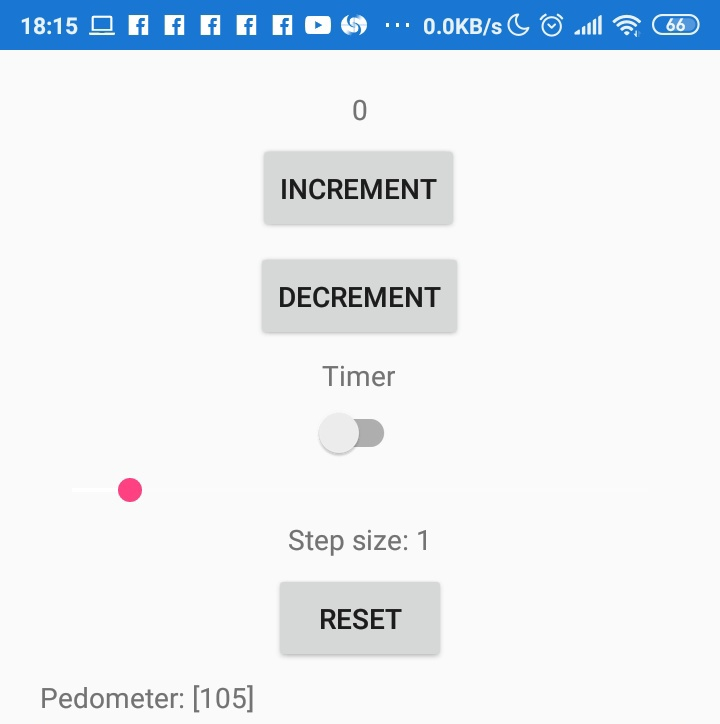 18:15 ... 0.0KB/s 66
0
INCREMENT
DECREMENT
Timer
Step size: 1
RESET
Pedometer: [105]